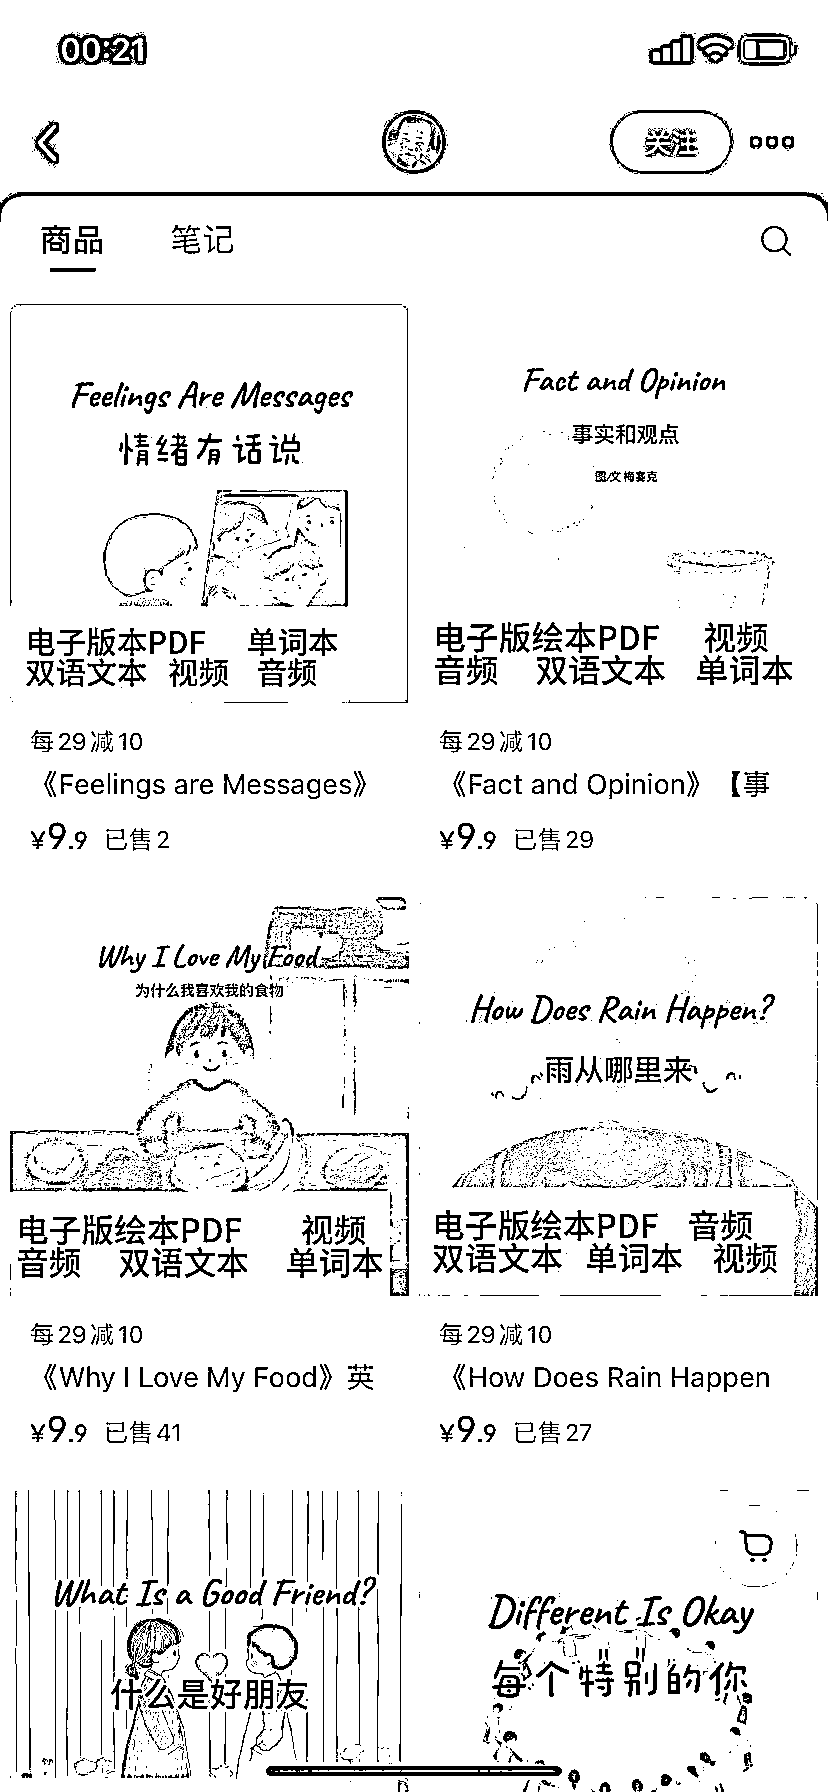 00:21
关注
商品 笔记
Feelings Are Messages
情绪有话说
电子版本PDF 单词本
双语文本 视频 音频
每29减10
《Feelings are Messages》
¥9.9 已售2
Fact and Opinion
事实和观点
图/文 梅赛克
电子版绘本PDF 视频
音频 双语文本 单词本
每29减10
《Fact and Opinion》【事
¥9.9 已售29
Why I Love My Food
为什么我喜欢我的食物
电子版绘本PDF 视频
音频 双语文本 单词本
每29减10
《Why I Love My Food》英
¥9.9 已售41
How Does Rain Happen?
雨从哪里来
电子版绘本PDF 音频
双语文本 单词本 视频
每29减10
《How Does Rain Happen
¥9.9 已售27
What Is a Good Friend?
什么是好朋友
Different Is Okay
每个特别的你